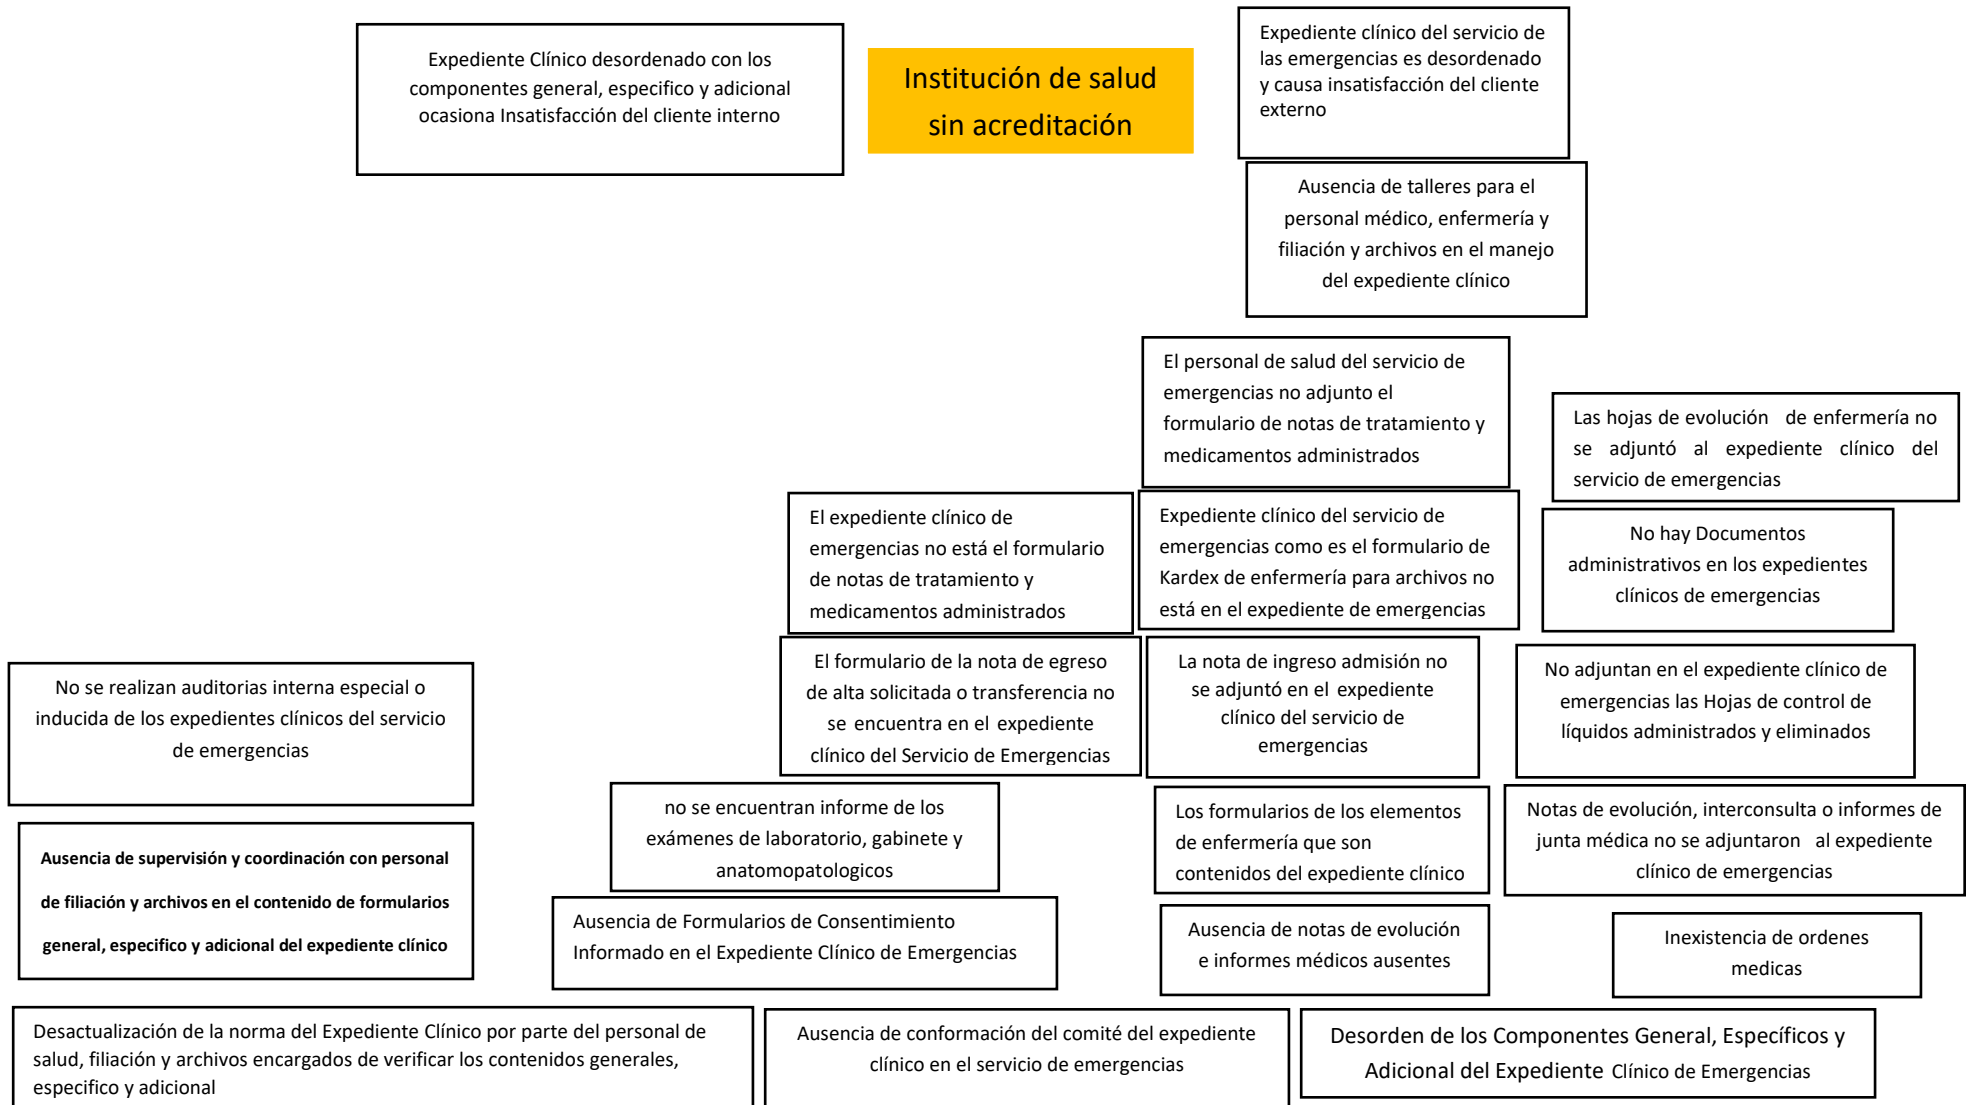 Expediente Clínico desordenado con los
componentes general, especifico y adicional
ocasiona Insatisfacción del cliente interno
Institución de salud
sin acreditación
Expediente clínico del servicio de
las emergencias es desordenado
y causa insatisfacción del cliente
externo
Ausencia de talleres para el
personal médico, enfermería y
filiación y archivos en el manejo
del expediente clínico
El personal de salud del servicio de
emergencias no adjunto el
formulario de notas de tratamiento y
medicamentos administrados
Las hojas de evolución de enfermería no
se adjuntó al expediente clínico del
servicio de emergencias
El expediente clínico de
emergencias no está el formulario
de notas de tratamiento y
medicamentos administrados
Expediente clínico del servicio de
emergencias como es el formulario de
Kardex de enfermería para archivos no
está en el expediente de emergencias
No hay Documentos
administrativos en los expedientes
clínicos de emergencias
No se realizan auditorias interna especial o
inducida de los expedientes clínicos del servicio
de emergencias
El formulario de la nota de egreso
de alta solicitada o transferencia no
se encuentra en el expediente
clínico del Servicio de Emergencias
La nota de ingreso admisión no
se adjuntó en el expediente
clínico del servicio de
emergencias
No adjuntan en el expediente clínico de
emergencias las Hojas de control de
líquidos administrados y eliminados
no se encuentran informe de los
exámenes de laboratorio, gabinete y
anatomopatologicos
Los formularios de los elementos
de enfermería que son
contenidos del expediente clínico
Notas de evolución, interconsulta o informes de
junta médica no se adjuntaron al expediente
clínico de emergencias
Ausencia de supervisión y coordinación con personal
de filiación y archivos en el contenido de formularios
general, especifico y adicional del expediente clínico
Ausencia de Formularios de Consentimiento
Informado en el Expediente Clínico de Emergencias
Ausencia de notas de evolución
e informes médicos ausentes
Inexistencia de ordenes
medicas
Desactualización de la norma del Expediente Clínico por parte del personal de
salud, filiación y archivos encargados de verificar los contenidos generales,
especifico y adicional
Ausencia de conformación del comité del expediente
clínico en el servicio de emergencias
Desorden de los Componentes General, Específicos y
Adicional del Expediente Clínico de Emergencias